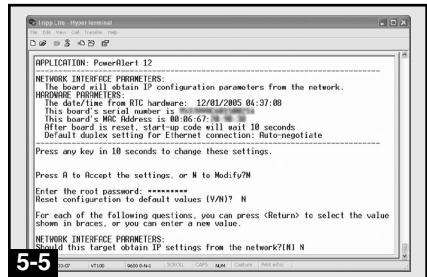 Tripp Lite - HyperTerminal
File Edit View Call Transfer Help
APPLICATION: PowerAlert 12
NETWORK INTERFACE PARAMETERS:
The board will obtain IP configuration parameters from the network.
HARDWARE PARAMETERS:
The date/time from RTC hardware: 12/01/2005 04:37:08
This board's serial number is
This board's MAC Address is 00:06:67:
After board is reset, start-up code will wait 10 seconds
Default duplex setting for Ethernet connection: Auto-negotiate
Press any key in 10 seconds to change these settings.
Press A to Accept the settings, or N to Modify?N
Enter the root password: *********
Reset configuration to default values (Y/N)? N
For each of the following questions, you can press <Return> to select the value
shown in braces, or you can enter a new value.
NETWORK INTERFACE PARAMETERS:
Should this target obtain IP settings from the network?[N] N
5-5
VT100 9600 8-N-1 SCROLL CAPS NUM Capture Print echo